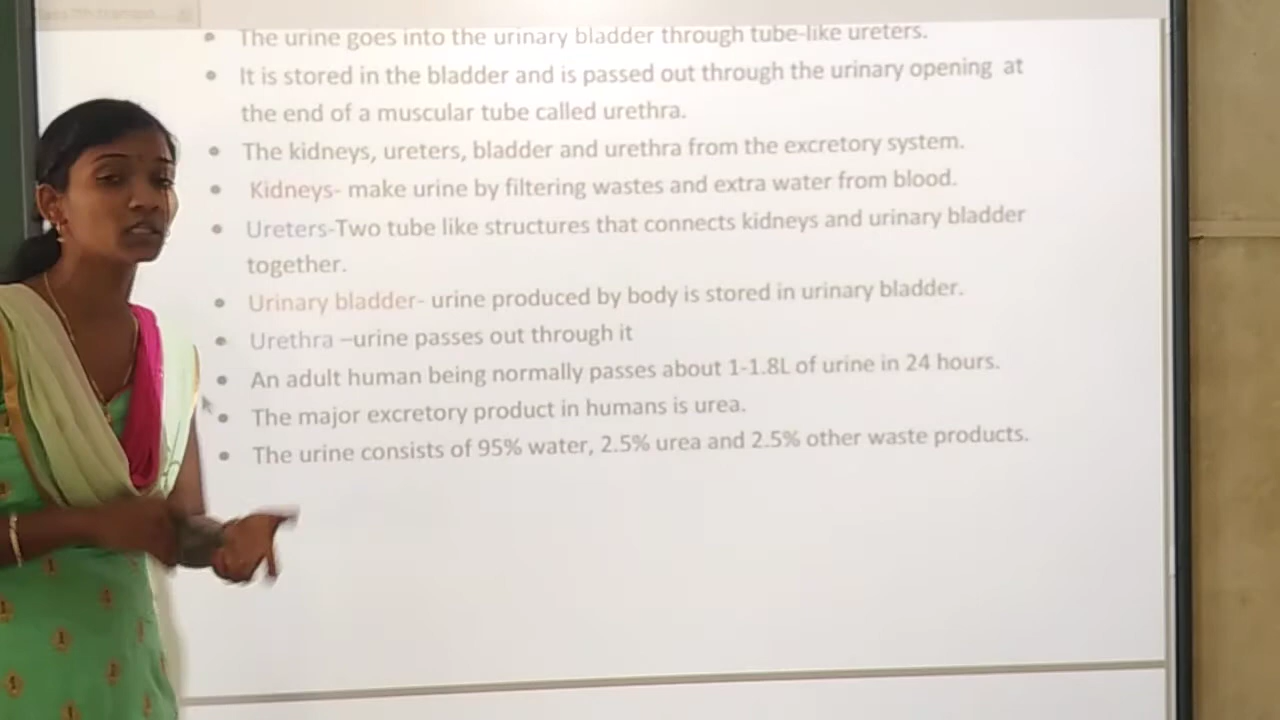 • The urine goes into the urinary bladder through tube-like ureters.
• It is stored in the bladder and is passed out through the urinary opening at
the end of a muscular tube called urethra.
• The kidneys, ureters, bladder and urethra from the excretory system.
• Kidneys- make urine by filtering wastes and extra water from blood.
• Ureters-Two tube like structures that connects kidneys and urinary bladder
together.
• Urinary bladder- urine produced by body is stored in urinary bladder.
• Urethra –urine passes out through it
• An adult human being normally passes about 1-1.8L of urine in 24 hours.
• The major excretory product in humans is urea.
• The urine consists of 95% water, 2.5% urea and 2.5% other waste products.